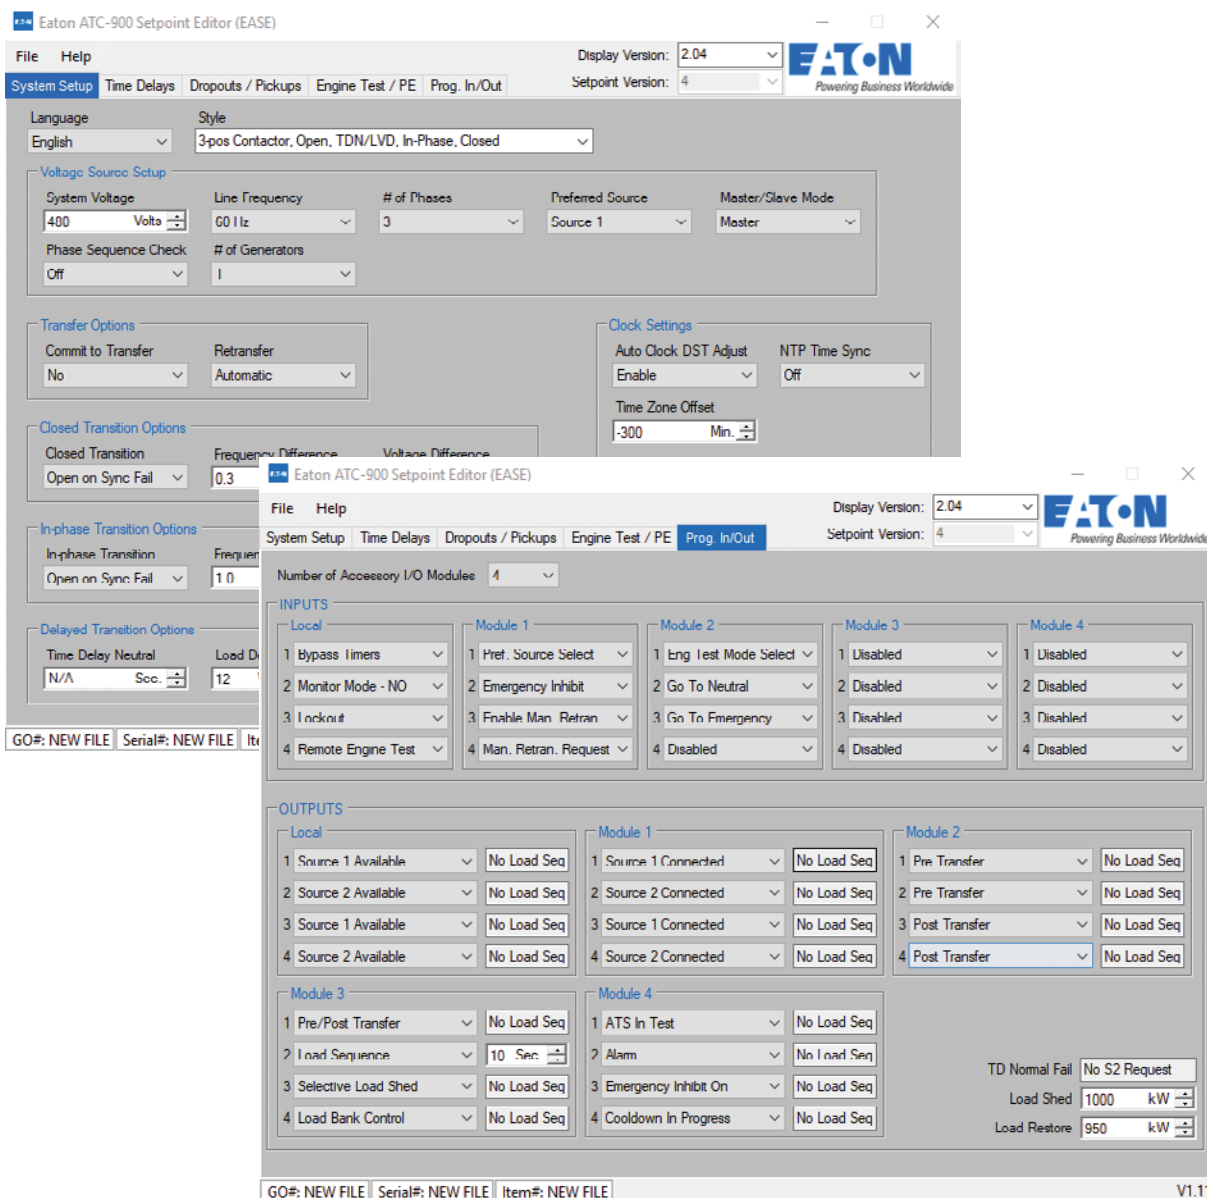 Eaton ATC-900 Setpoint Editor (EASE)
File Help
Display Version: 2.04
EATON
Powering Business Worldwide
System Setup Time Delays Dropouts / Pickups Engine Test / PE Prog. In/Out
Setpoint Version: 4
Language Style
English 3-pos Contactor, Open, TDN/LVD, In-Phase, Closed
Voltage Source Setup
System Voltage Line Frequency # of Phases Preferred Source Master/Slave Mode
480 Volts 60 Hz 3 Source 1 Master
Phase Sequence Check # of Generators
Off 1
Transfer Options Clock Settings
Commit to Transfer Retransfer Auto Clock DST Adjust NTP Time Sync
No Automatic Enable Off
Time Zone Offset
-300 Min.
Closed Transition Options
Closed Transition Frequency Difference Voltage Difference
Open on Sync Fail 0.3
In-phase Transition Options
In-phase Transition Frequen
Open on Sync Fail 1.0
Delayed Transition Options
Time Delay Neutral Load D
N/A Sec. 12
GO#: NEW FILE Serial#: NEW FILE Ite
Eaton ATC-900 Setpoint Editor (EASE)
File Help
Display Version: 2.04
EATON
Powering Business Worldwide
System Setup Time Delays Dropouts / Pickups Engine Test / PE Prog. In/Out
Setpoint Version: 4
Number of Accessory I/O Modules 4
INPUTS
Local Module 1 Module 2 Module 3 Module 4
1 Bypass Timers 1 Pref. Source Select 1 Eng Test Mode Select 1 Disabled 1 Disabled
2 Monitor Mode - NO 2 Emergency Inhibit 2 Go To Neutral 2 Disabled 2 Disabled
3 Lockout 3 Enable Man. Retran 3 Go To Emergency 3 Disabled 3 Disabled
4 Remote Engine Test 4 Man. Retran. Request 4 Disabled 4 Disabled 4 Disabled
OUTPUTS
Local Module 1 Module 2
1 Source 1 Available No Load Seq 1 Source 1 Connected No Load Seq 1 Pre Transfer No Load Seq
2 Source 2 Available No Load Seq 2 Source 2 Connected No Load Seq 2 Pre Transfer No Load Seq
3 Source 1 Available No Load Seq 3 Source 1 Connected No Load Seq 3 Post Transfer No Load Seq
4 Source 2 Available No Load Seq 4 Source 2 Connected No Load Seq 4 Post Transfer No Load Seq
Module 3 Module 4
1 Pre/Post Transfer No Load Seq 1 ATS In Test No Load Seq
2 Load Sequence 10 Sec 2 Alarm No Load Seq
3 Selective Load Shed No Load Seq 3 Emergency Inhibit On No Load Seq
4 Load Bank Control No Load Seq 4 Cooldown In Progress No Load Seq
TD Normal Fail No S2 Request
Load Shed 1000 kW
Load Restore 950 kW
GO#: NEW FILE Serial#: NEW FILE Item#: NEW FILE V1.1